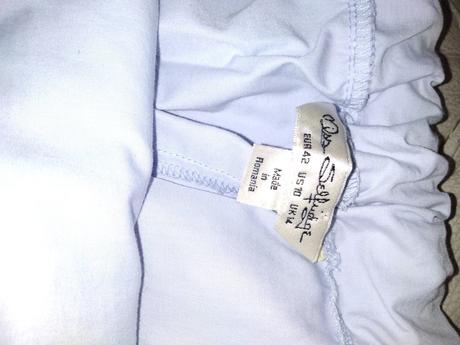 Miss Selfridge
EUR 42 US 10 UK 14
Made
in
Romania